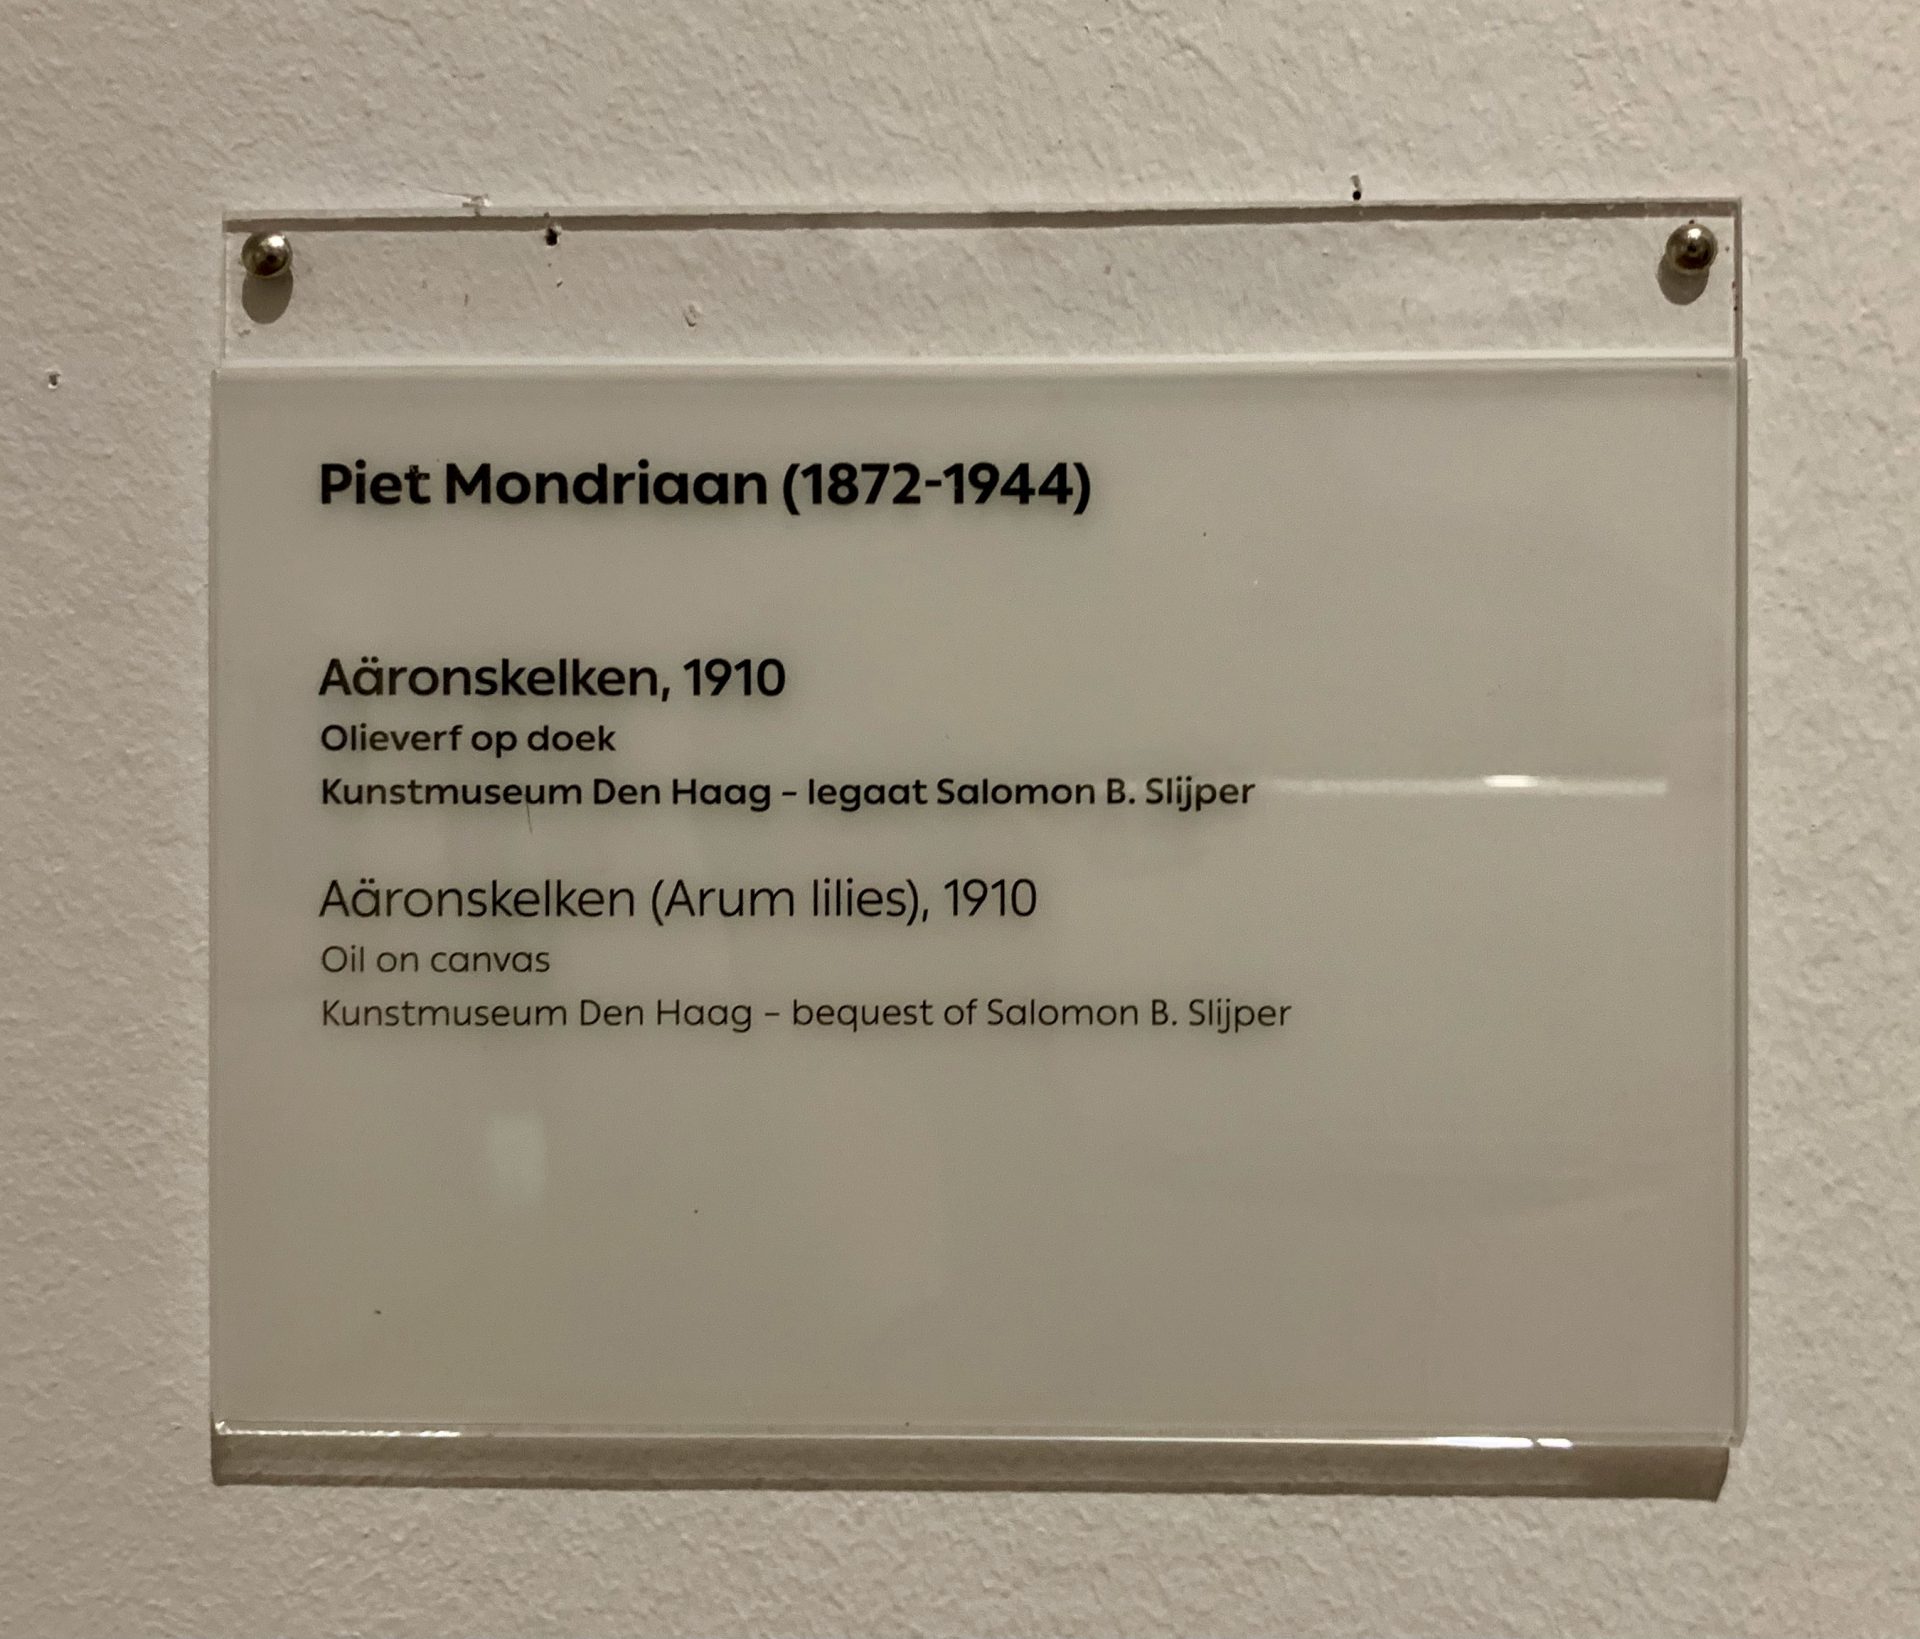 Piet Mondriaan (1872-1944)
Aäronskelken, 1910
Olieverf op doek
Kunstmuseum Den Haag – legaat Salomon B. Slijper
Aäronskelken (Arum lilies), 1910
Oil on canvas
Kunstmuseum Den Haag – bequest of Salomon B. Slijper